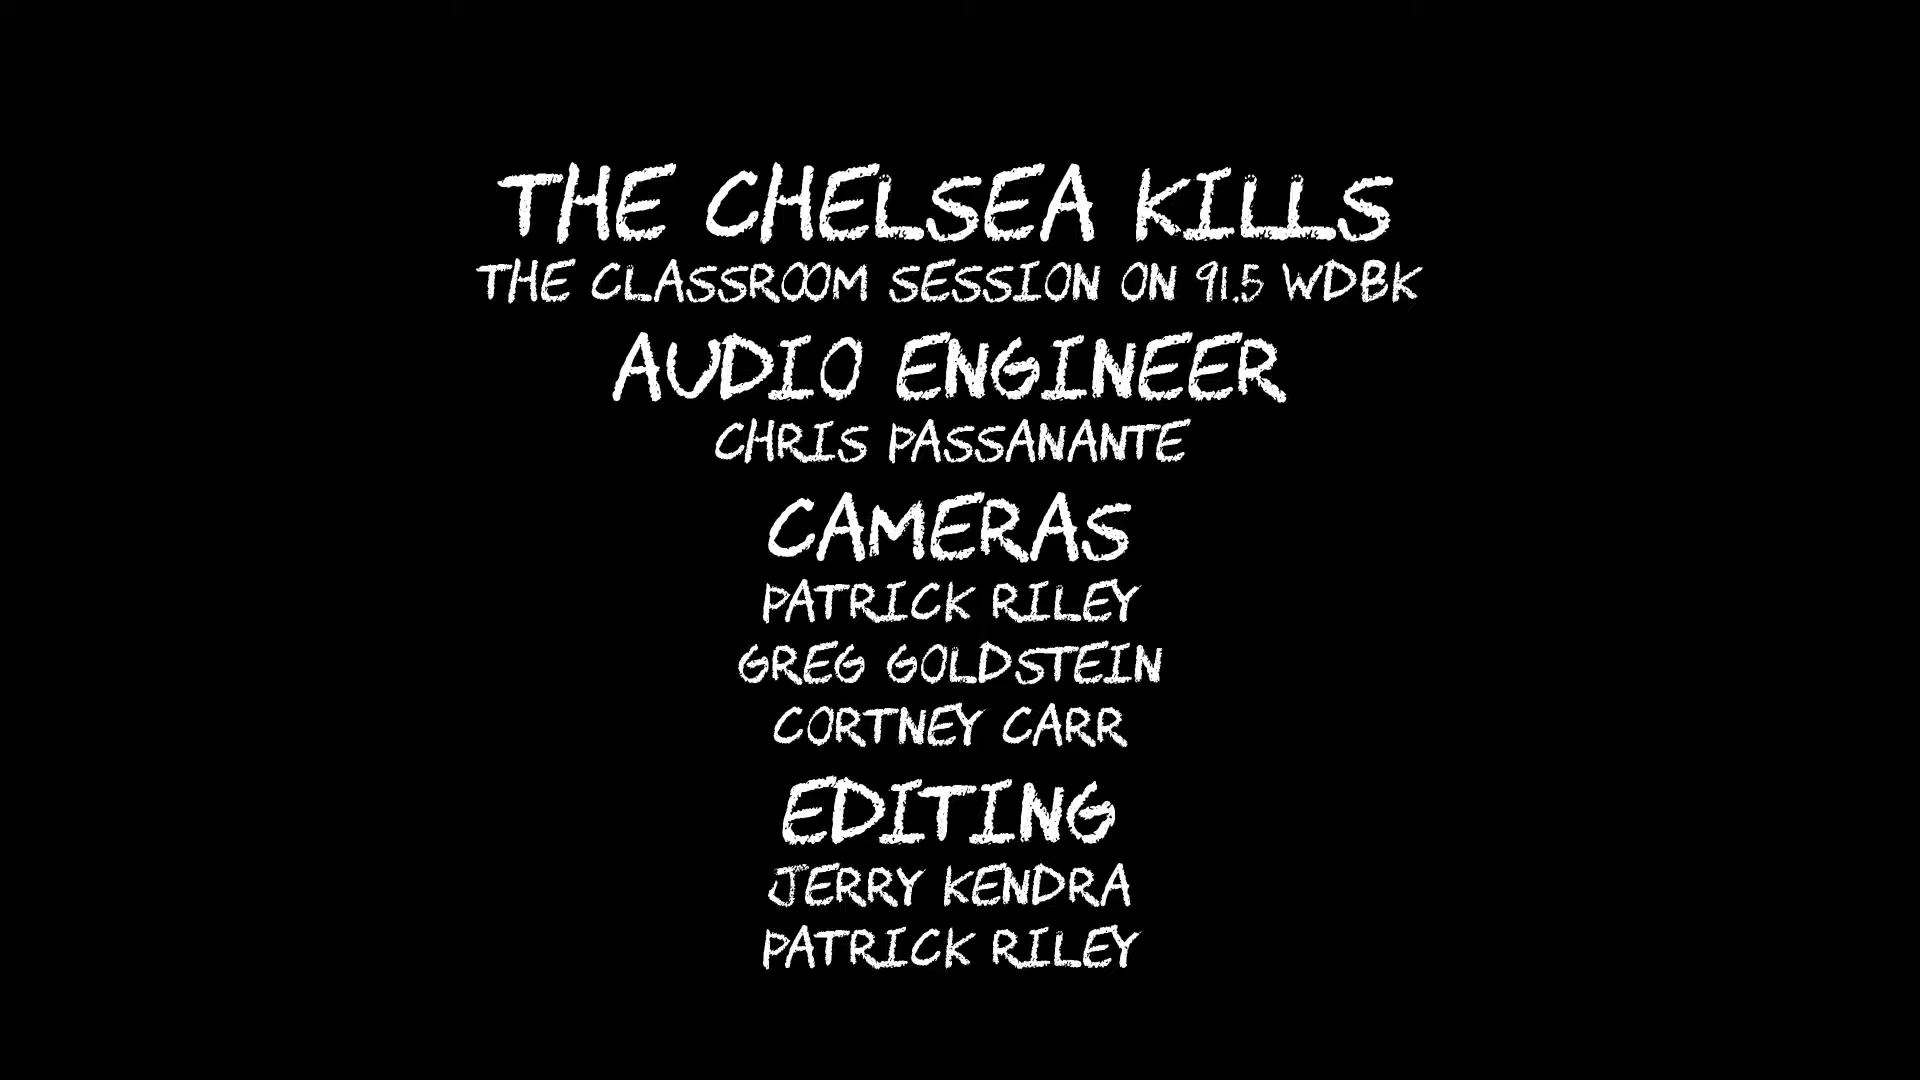 THE CHELSEA KILLS
THE CLASSROOM SESSION ON 91.5 WDBK
AUDIO ENGINEER
CHRIS PASSANANTE
CAMERAS
PATRICK RILEY
GREG GOLDSTEIN
CORTNEY CARR
EDITING
JERRY KENDRA
PATRICK RILEY